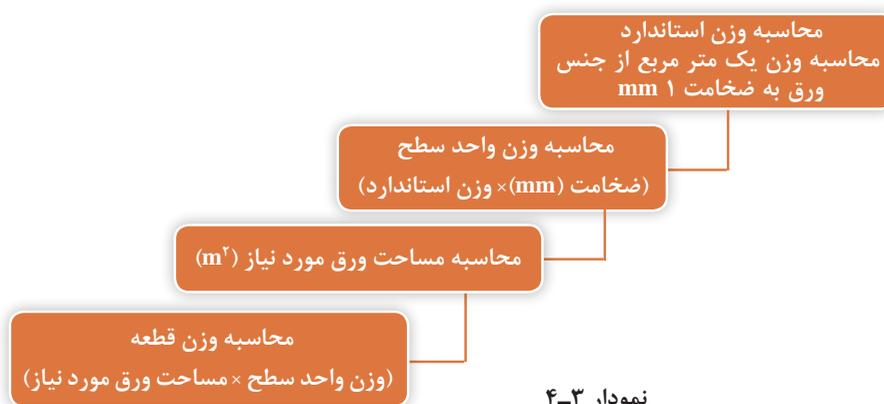 محاسبه وزن استاندارد
محاسبه وزن یک متر مربع از جنس
ورق به ضخامت ۱ mm
محاسبه وزن واحد سطح
(ضخامت (mm)× وزن استاندارد)
محاسبه مساحت ورق مورد نیاز (m۲)
محاسبه وزن قطعه
(وزن واحد سطح × مساحت ورق مورد نیاز)
نمودار ۳ــ۴